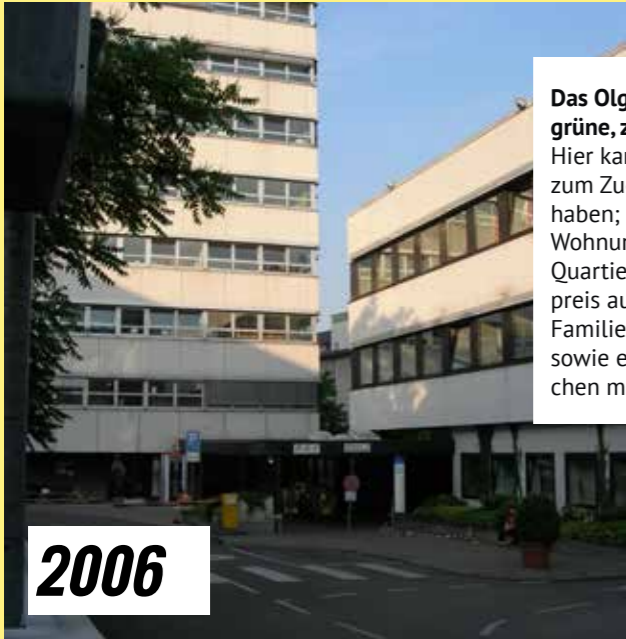 Das Olg
grüne, z
Hier kar
zum Zu
haben;
Wohnur
Quartie
preis au
Familie
sowie e
chen m
2006